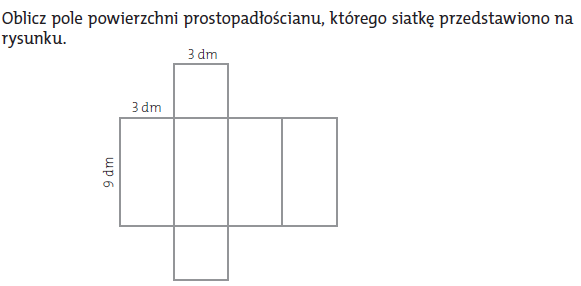 Oblicz pole powierzchni prostopadłościanu, którego siatkę przedstawiono na
rysunku.
3 dm
3 dm
9 dm